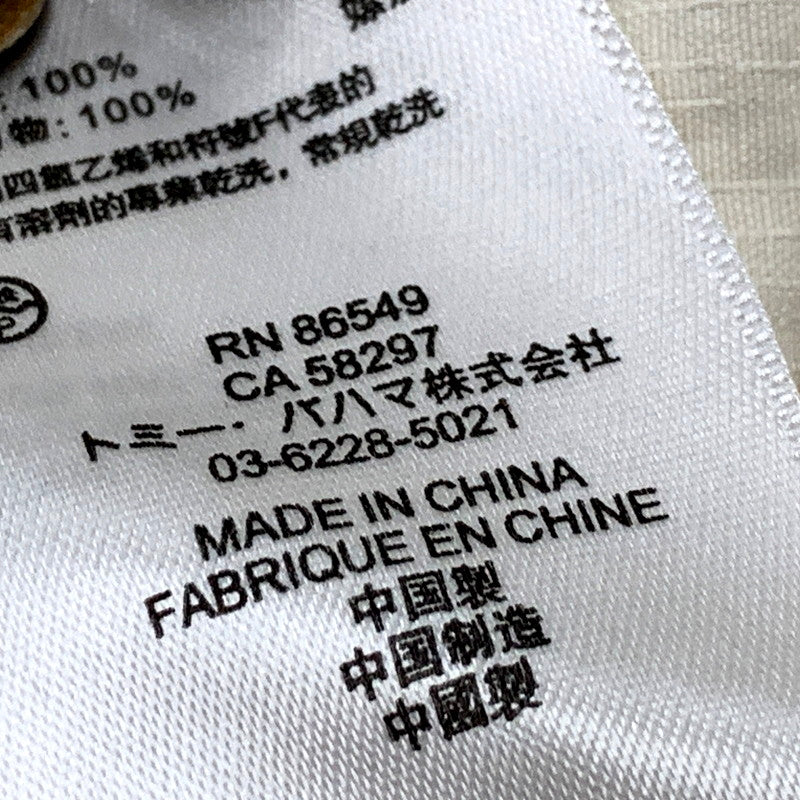 : 100%
物 : 100%
四氯乙烯和符號F代表的
有溶劑的專業乾洗，常規乾洗
RN 86549
CA 58297
トミー・バハマ株式会社
03-6228-5021
MADE IN CHINA
FABRIQUE EN CHINE
中国製
中国制造
中國製